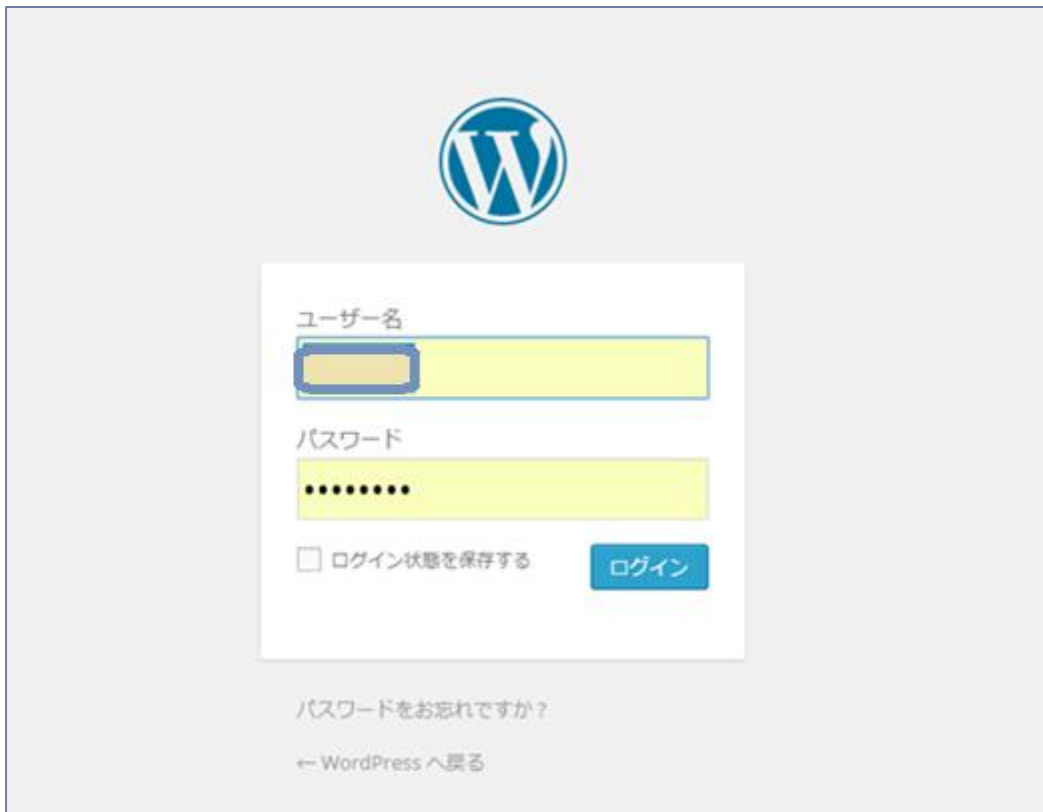 ユーザー名
パスワード
••••••••
ログイン状態を保存する
ログイン
パスワードをお忘れですか ?
← WordPress へ戻る